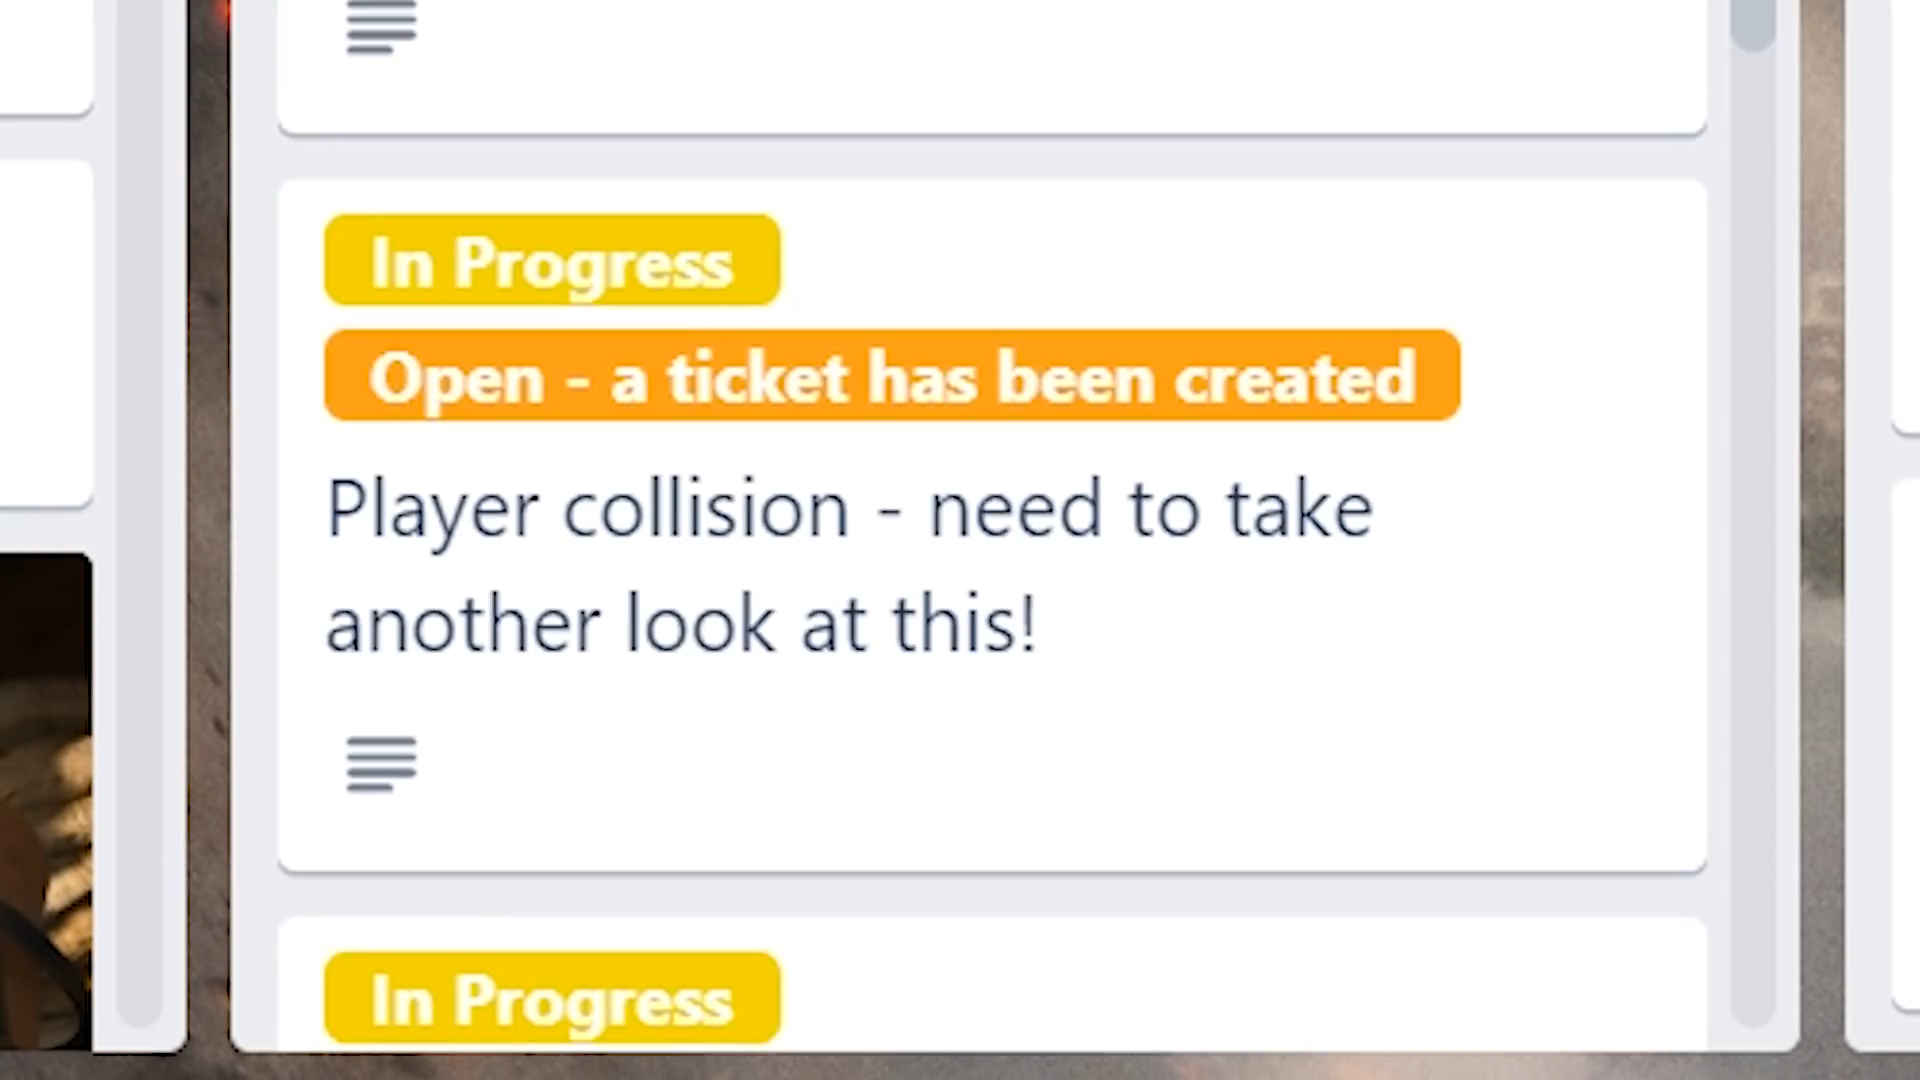 In Progress
Open - a ticket has been created
Player collision - need to take
another look at this!
In Progress